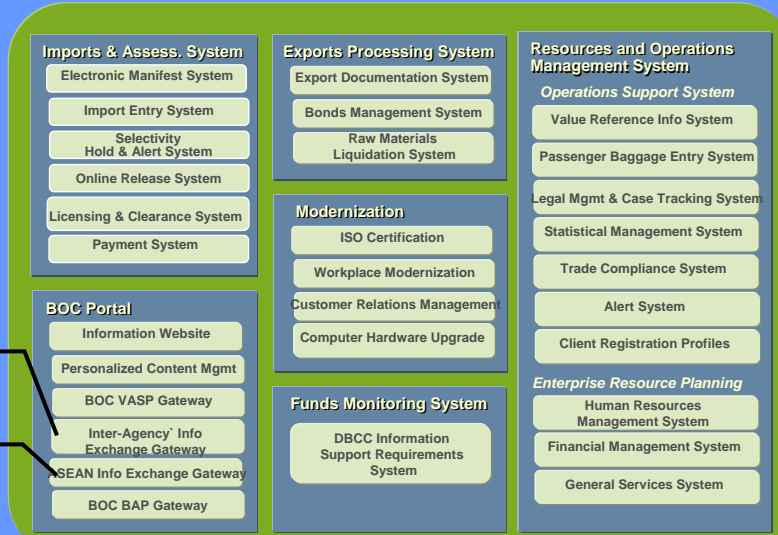 Imports & Assess. System
Electronic Manifest System
Import Entry System
Selectivity
Hold & Alert System
Online Release System
Licensing & Clearance System
Payment System
BOC Portal
Information Website
Personalized Content Mgmt
BOC VASP Gateway
Inter-Agency` Info
Exchange Gateway
ASEAN Info Exchange Gateway
BOC BAP Gateway
Exports Processing System
Export Documentation System
Bonds Management System
Raw Materials
Liquidation System
Modernization
ISO Certification
Workplace Modernization
Customer Relations Management
Computer Hardware Upgrade
Funds Monitoring System
DBCC Information
Support Requirements
System
Resources and Operations
Management System
Operations Support System
Value Reference Info System
Passenger Baggage Entry System
Legal Mgmt & Case Tracking System
Statistical Management System
Trade Compliance System
Alert System
Client Registration Profiles
Enterprise Resource Planning
Human Resources
Management System
Financial Management System
General Services System